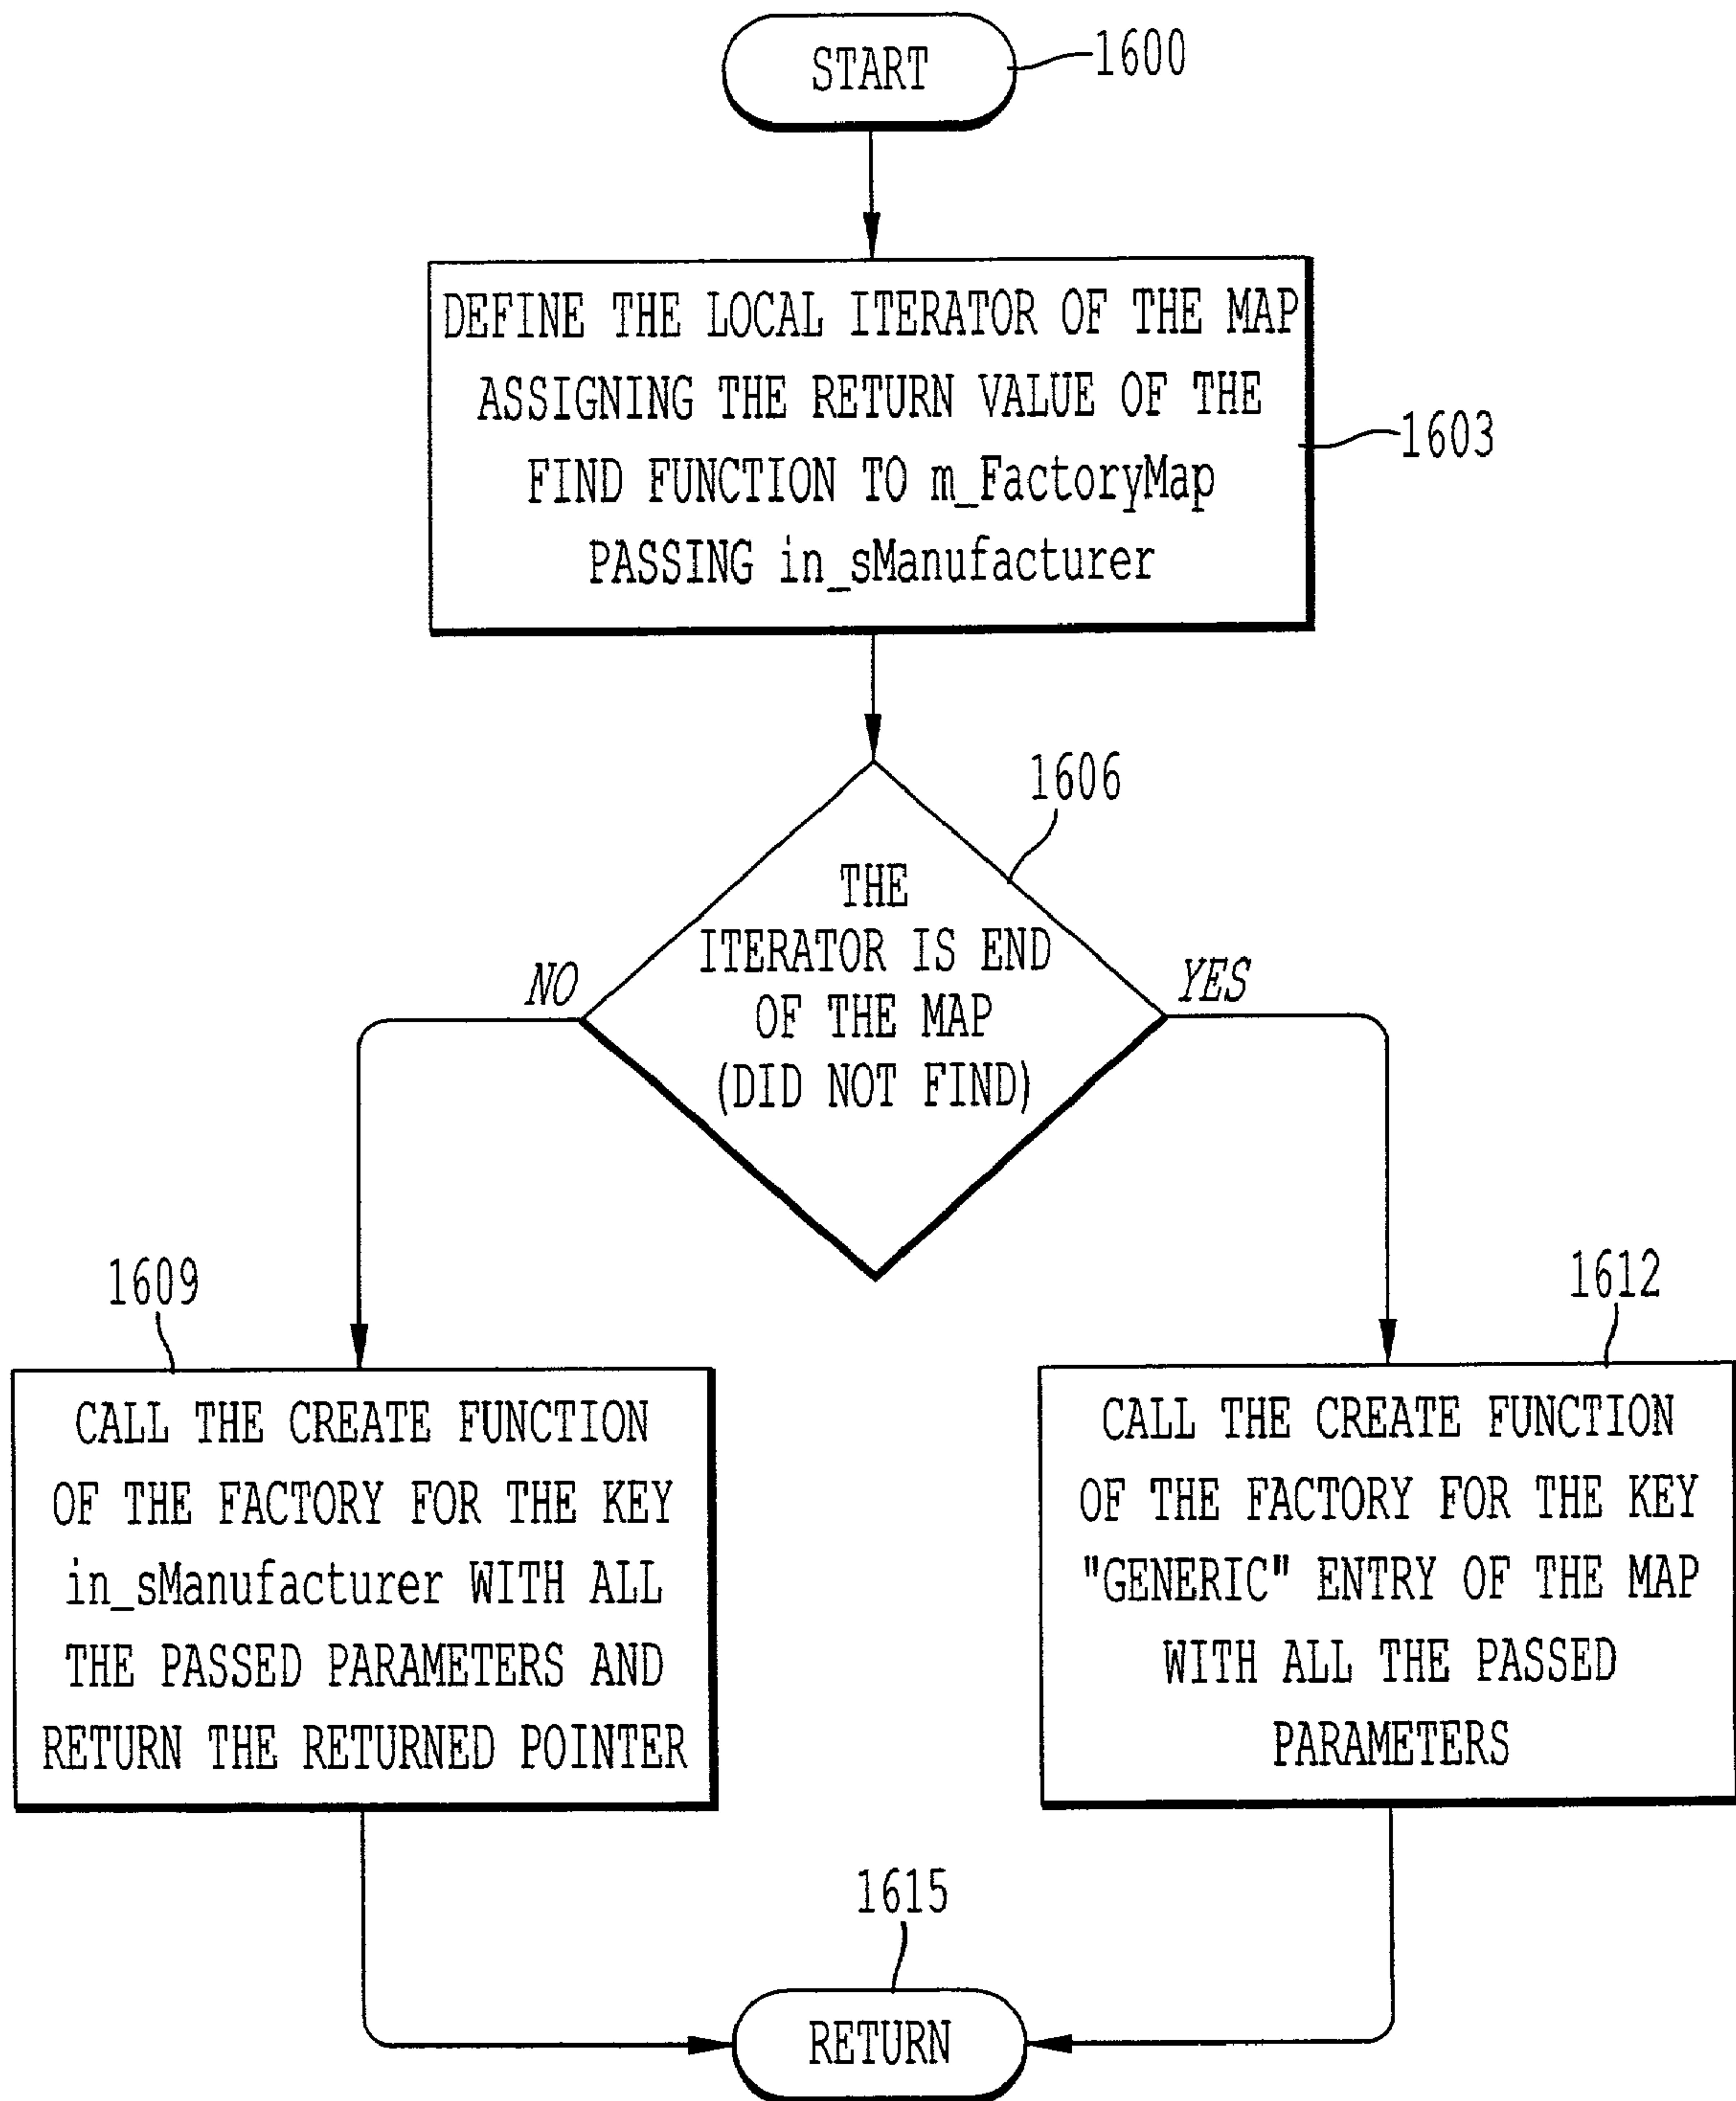 START
1600
DEFINE THE LOCAL ITERATOR OF THE MAP
ASSIGNING THE RETURN VALUE OF THE
FIND FUNCTION TO m_FactoryMap
PASSING in_sManufacturer
1603
1606
THE
ITERATOR IS END
OF THE MAP
(DID NOT FIND)
NO
YES
1609
CALL THE CREATE FUNCTION
OF THE FACTORY FOR THE KEY
in_sManufacturer WITH ALL
THE PASSED PARAMETERS AND
RETURN THE RETURNED POINTER
1612
CALL THE CREATE FUNCTION
OF THE FACTORY FOR THE KEY
"GENERIC" ENTRY OF THE MAP
WITH ALL THE PASSED
PARAMETERS
1615
RETURN